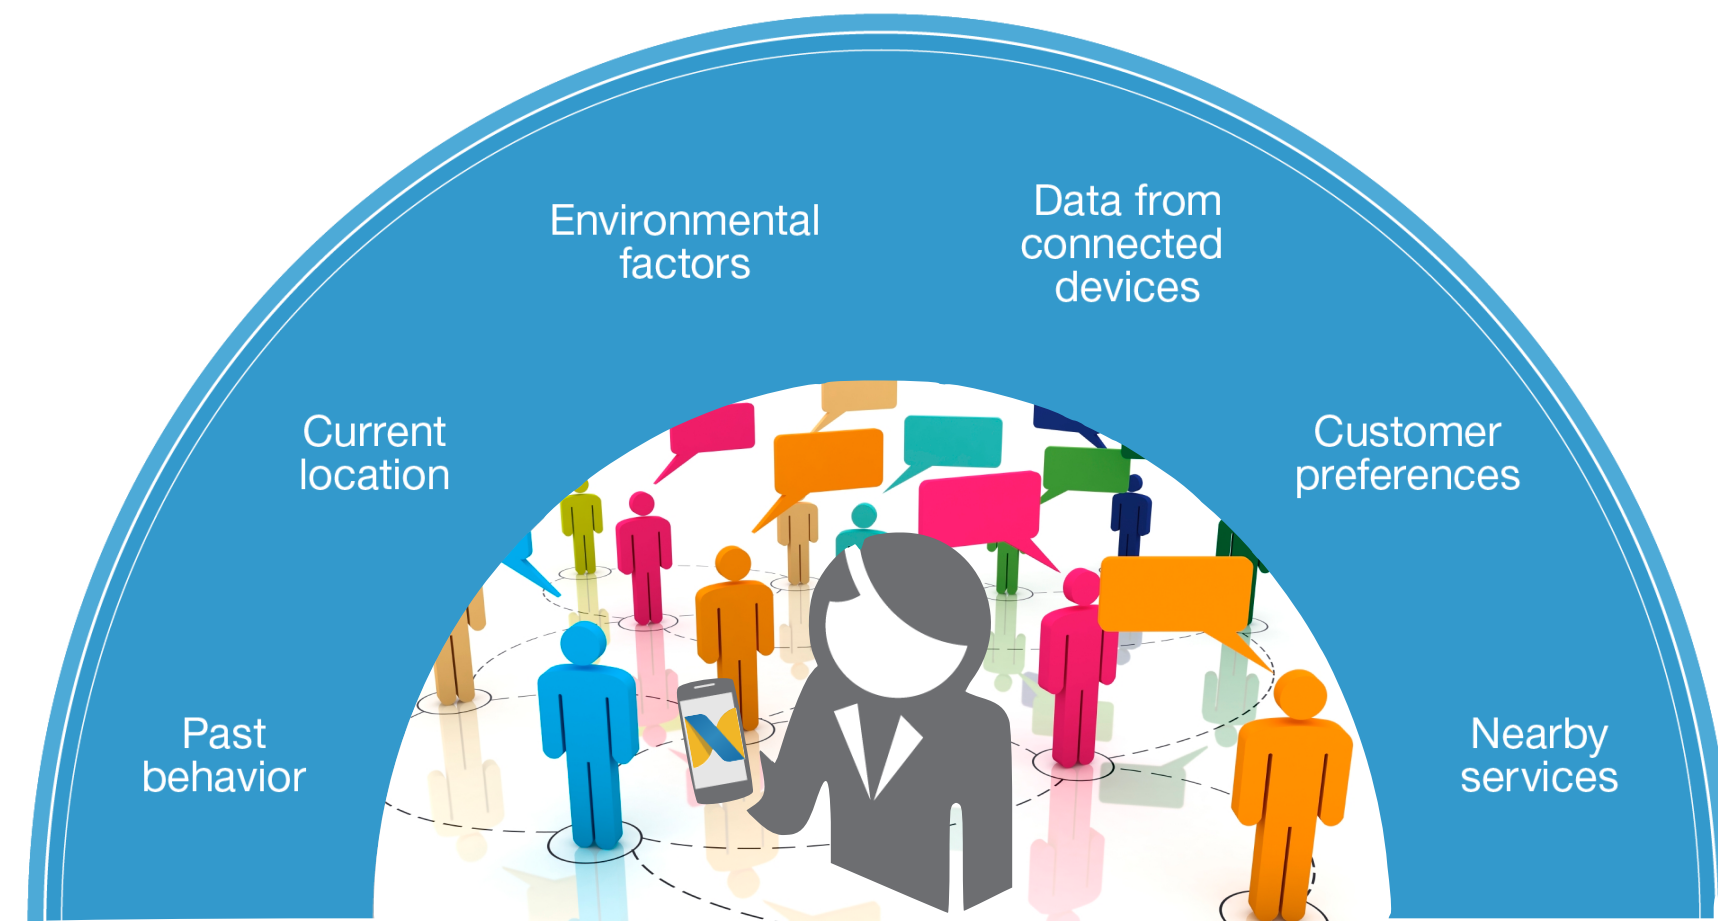 Environmental
factors
Data from
connected
devices
Current
location
Customer
preferences
Past
behavior
Nearby
services